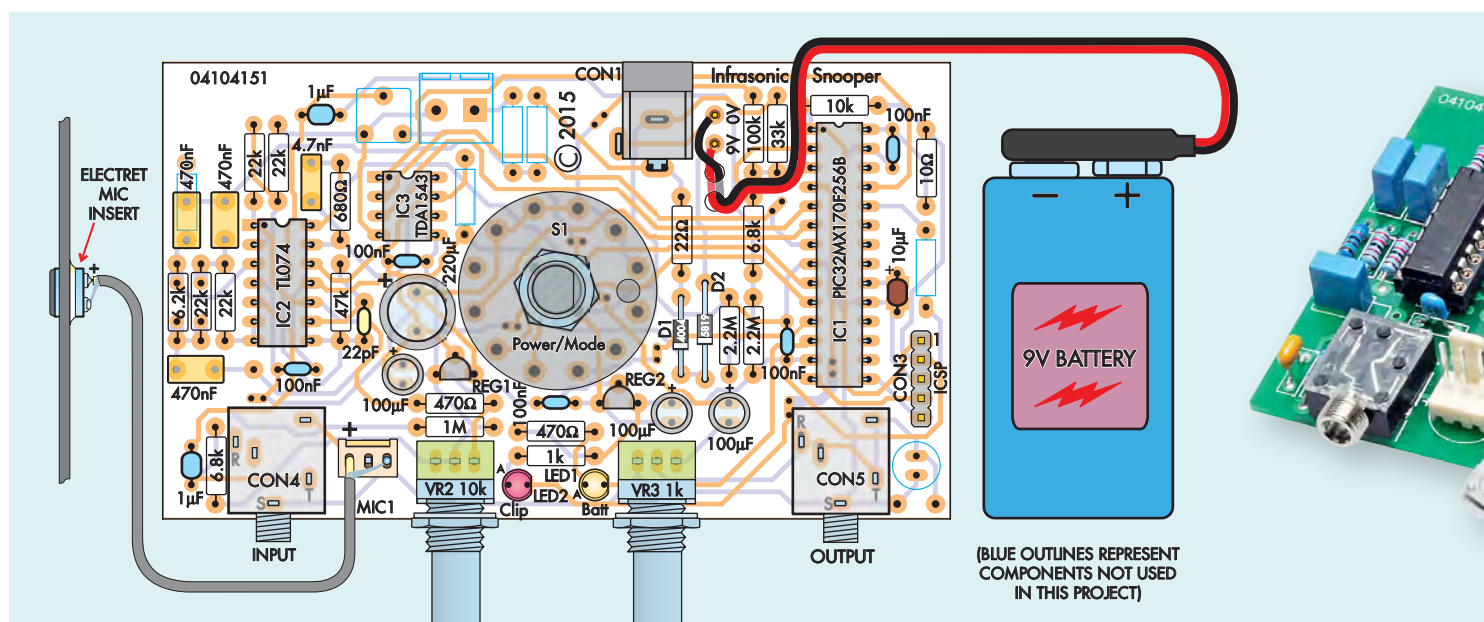 04104151
CON1
Infrasonic Snooper
1µF
© 2015
9V 0V
100k
33k
10k
100nF
10Ω
470nF
470nF
22k
22k
4.7nF
680Ω
IC3
TDA1543
ELECTRET
MIC
INSERT
+
S1
22Ω
6.8k
PIC32MX170F256B
IC1
+
10µF
100nF
220µF
+
6.2k
22k
22k
IC2 TL074
47k
22pF
Power/Mode
D1
4004
D2
5819
2.2M
2.2M
100nF
1
CON3
ICSP
470nF
100nF
+
100µF
REG1
470Ω
1M
100nF
REG2
+
100µF
+
100µF
470Ω
1k
1µF
6.8k
R
CON4
S
T
+
MIC1
VR2 10k
A
LED1
LED2
Clip
A
Batt
VR3 1k
R
CON5
S
T
INPUT
OUTPUT
− +
9V BATTERY
(BLUE OUTLINES REPRESENT
COMPONENTS NOT USED
IN THIS PROJECT)
04104